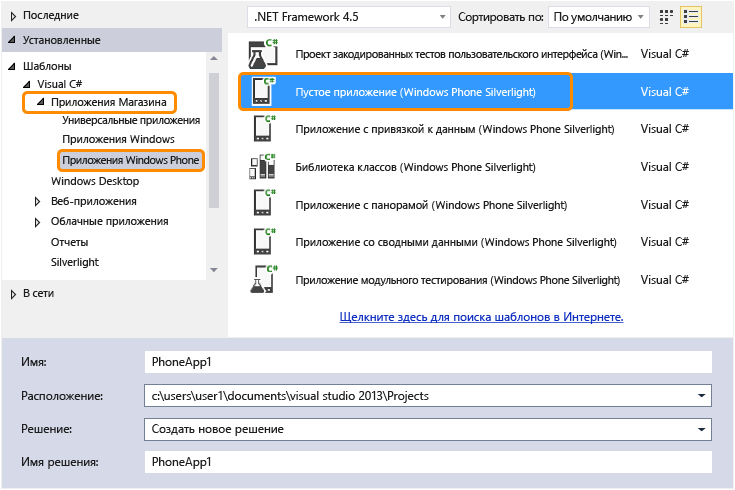 Последние
Установленные
Шаблоны
Visual C#
Приложения Магазина
Универсальные приложения
Приложения Windows
Приложения Windows Phone
Windows Desktop
Веб-приложения
Облачные приложения
Отчеты
Silverlight
В сети
.NET Framework 4.5 Сортировать по: По умолчанию
C# Проект закодированных тестов пользовательского интерфейса (Win... Visual C#
C# Пустое приложение (Windows Phone Silverlight) Visual C#
C# Приложение с привязкой к данным (Windows Phone Silverlight) Visual C#
C# Библиотека классов (Windows Phone Silverlight) Visual C#
C# Приложение с панорамой (Windows Phone Silverlight) Visual C#
C# Приложение со сводными данными (Windows Phone Silverlight) Visual C#
C# Приложение модульного тестирования (Windows Phone Silverlight) Visual C#
Щелкните здесь для поиска шаблонов в Интернете.
Имя: PhoneApp1
Расположение: c:\users\user1\documents\visual studio 2013\Projects
Решение: Создать новое решение
Имя решения: PhoneApp1